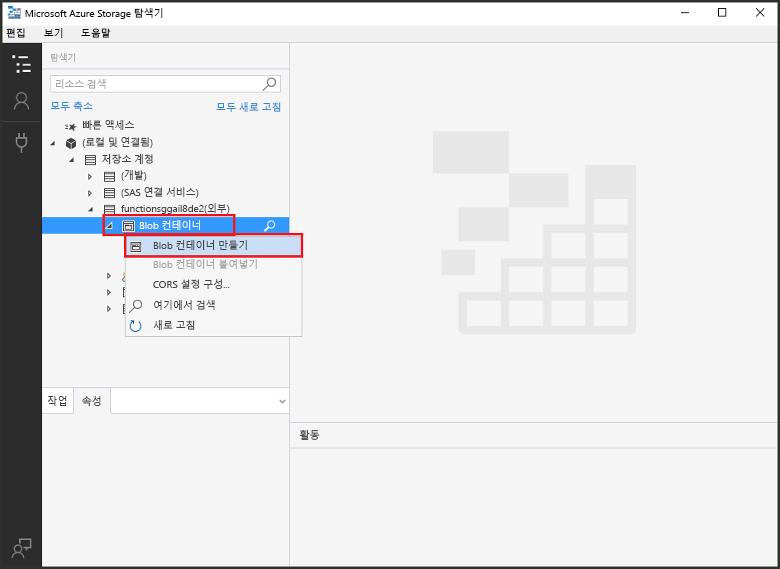 Microsoft Azure Storage 탐색기
편집 보기 도움말
탐색기
리소스 검색
모두 축소 모두 새로 고침
빠른 액세스
(로컬 및 연결됨)
저장소 계정
(개발)
(SAS 연결 서비스)
functionsggail8de2(외부)
Blob 컨테이너
Blob 컨테이너 만들기
Blob 컨테이너 붙여넣기
CORS 설정 구성...
여기에서 검색
새로 고침
작업 속성
활동